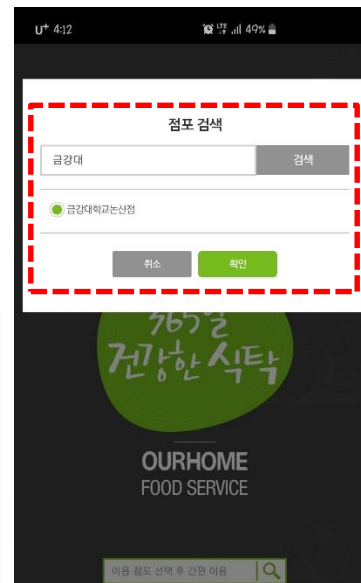 U+ 4:12 LTE 49%
점포 검색
금강대 검색
금강대학교논산점
취소 확인
365일
건강한 식탁
OURHOME
FOOD SERVICE
이용 점포 선택 후 간편 이용